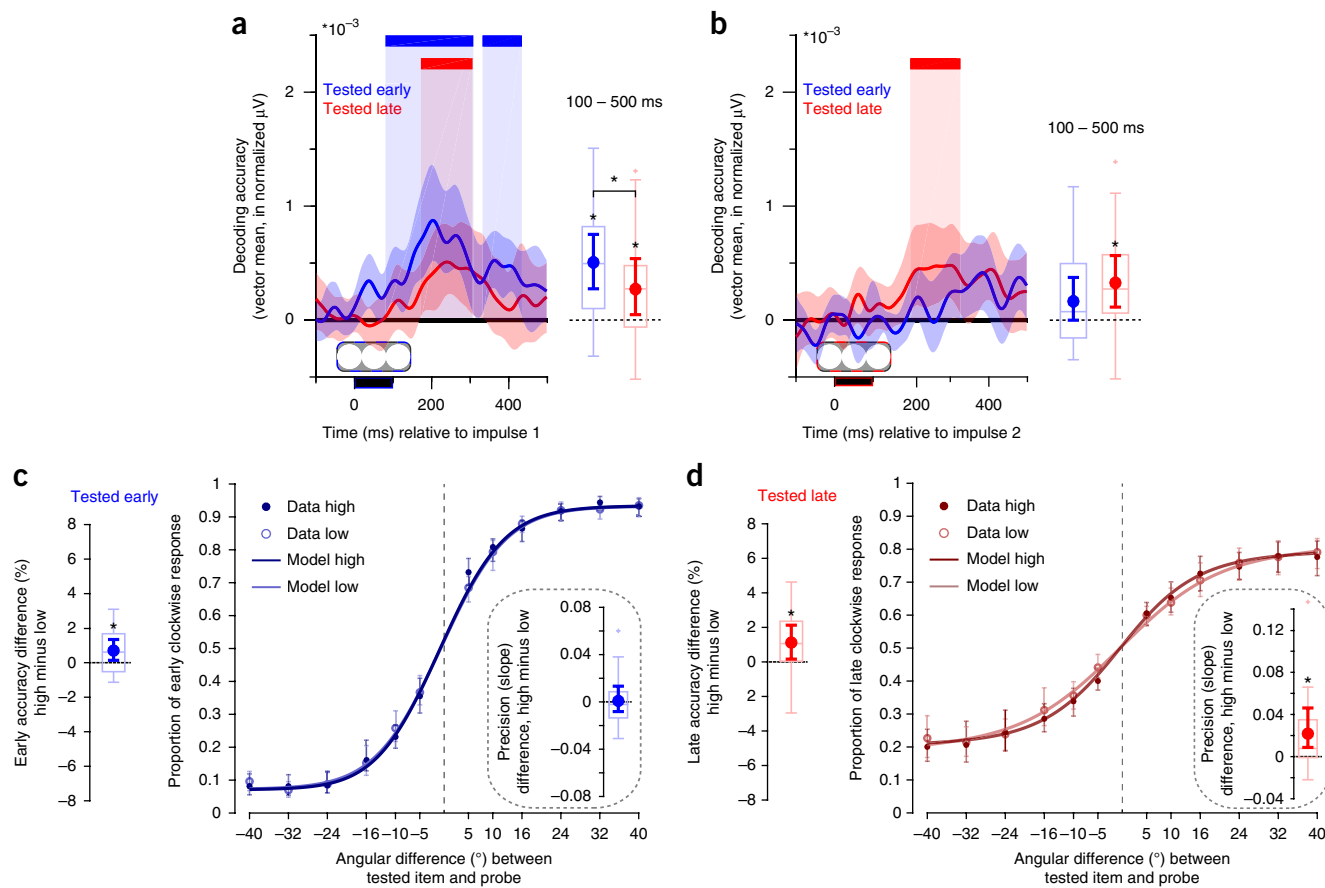 a
*10⁻³
Decoding accuracy
(vector mean, in normalized μV)
2
1
0
Tested early
Tested late
100 – 500 ms
*
*
*
0
200
400
Time (ms) relative to impulse 1
b
*10⁻³
Decoding accuracy
(vector mean, in normalized μV)
2
1
0
Tested early
Tested late
100 – 500 ms
*
0
200
400
Time (ms) relative to impulse 2
c
Tested early
Early accuracy difference (%)
high minus low
8
6
4
2
0
−2
−4
−6
−8
*
Proportion of early clockwise response
1
0.9
0.8
0.7
0.6
0.5
0.4
0.3
0.2
0.1
0
Data high
Data low
Model high
Model low
Precision (slope)
difference, high minus low
0.08
0.04
0
−0.04
−0.08
−40
−32
−24
−16
−10
−5
5
10
16
24
32
40
Angular difference (°) between
tested item and probe
d
Tested late
Late accuracy difference (%)
high minus low
8
6
4
2
0
−2
−4
−6
−8
*
Proportion of late clockwise response
1
0.9
0.8
0.7
0.6
0.5
0.4
0.3
0.2
0.1
0
Data high
Data low
Model high
Model low
Precision (slope)
difference, high minus low
0.12
0.08
0.04
0
−0.04
*
−40
−32
−24
−16
−10
−5
5
10
16
24
32
40
Angular difference (°) between
tested item and probe